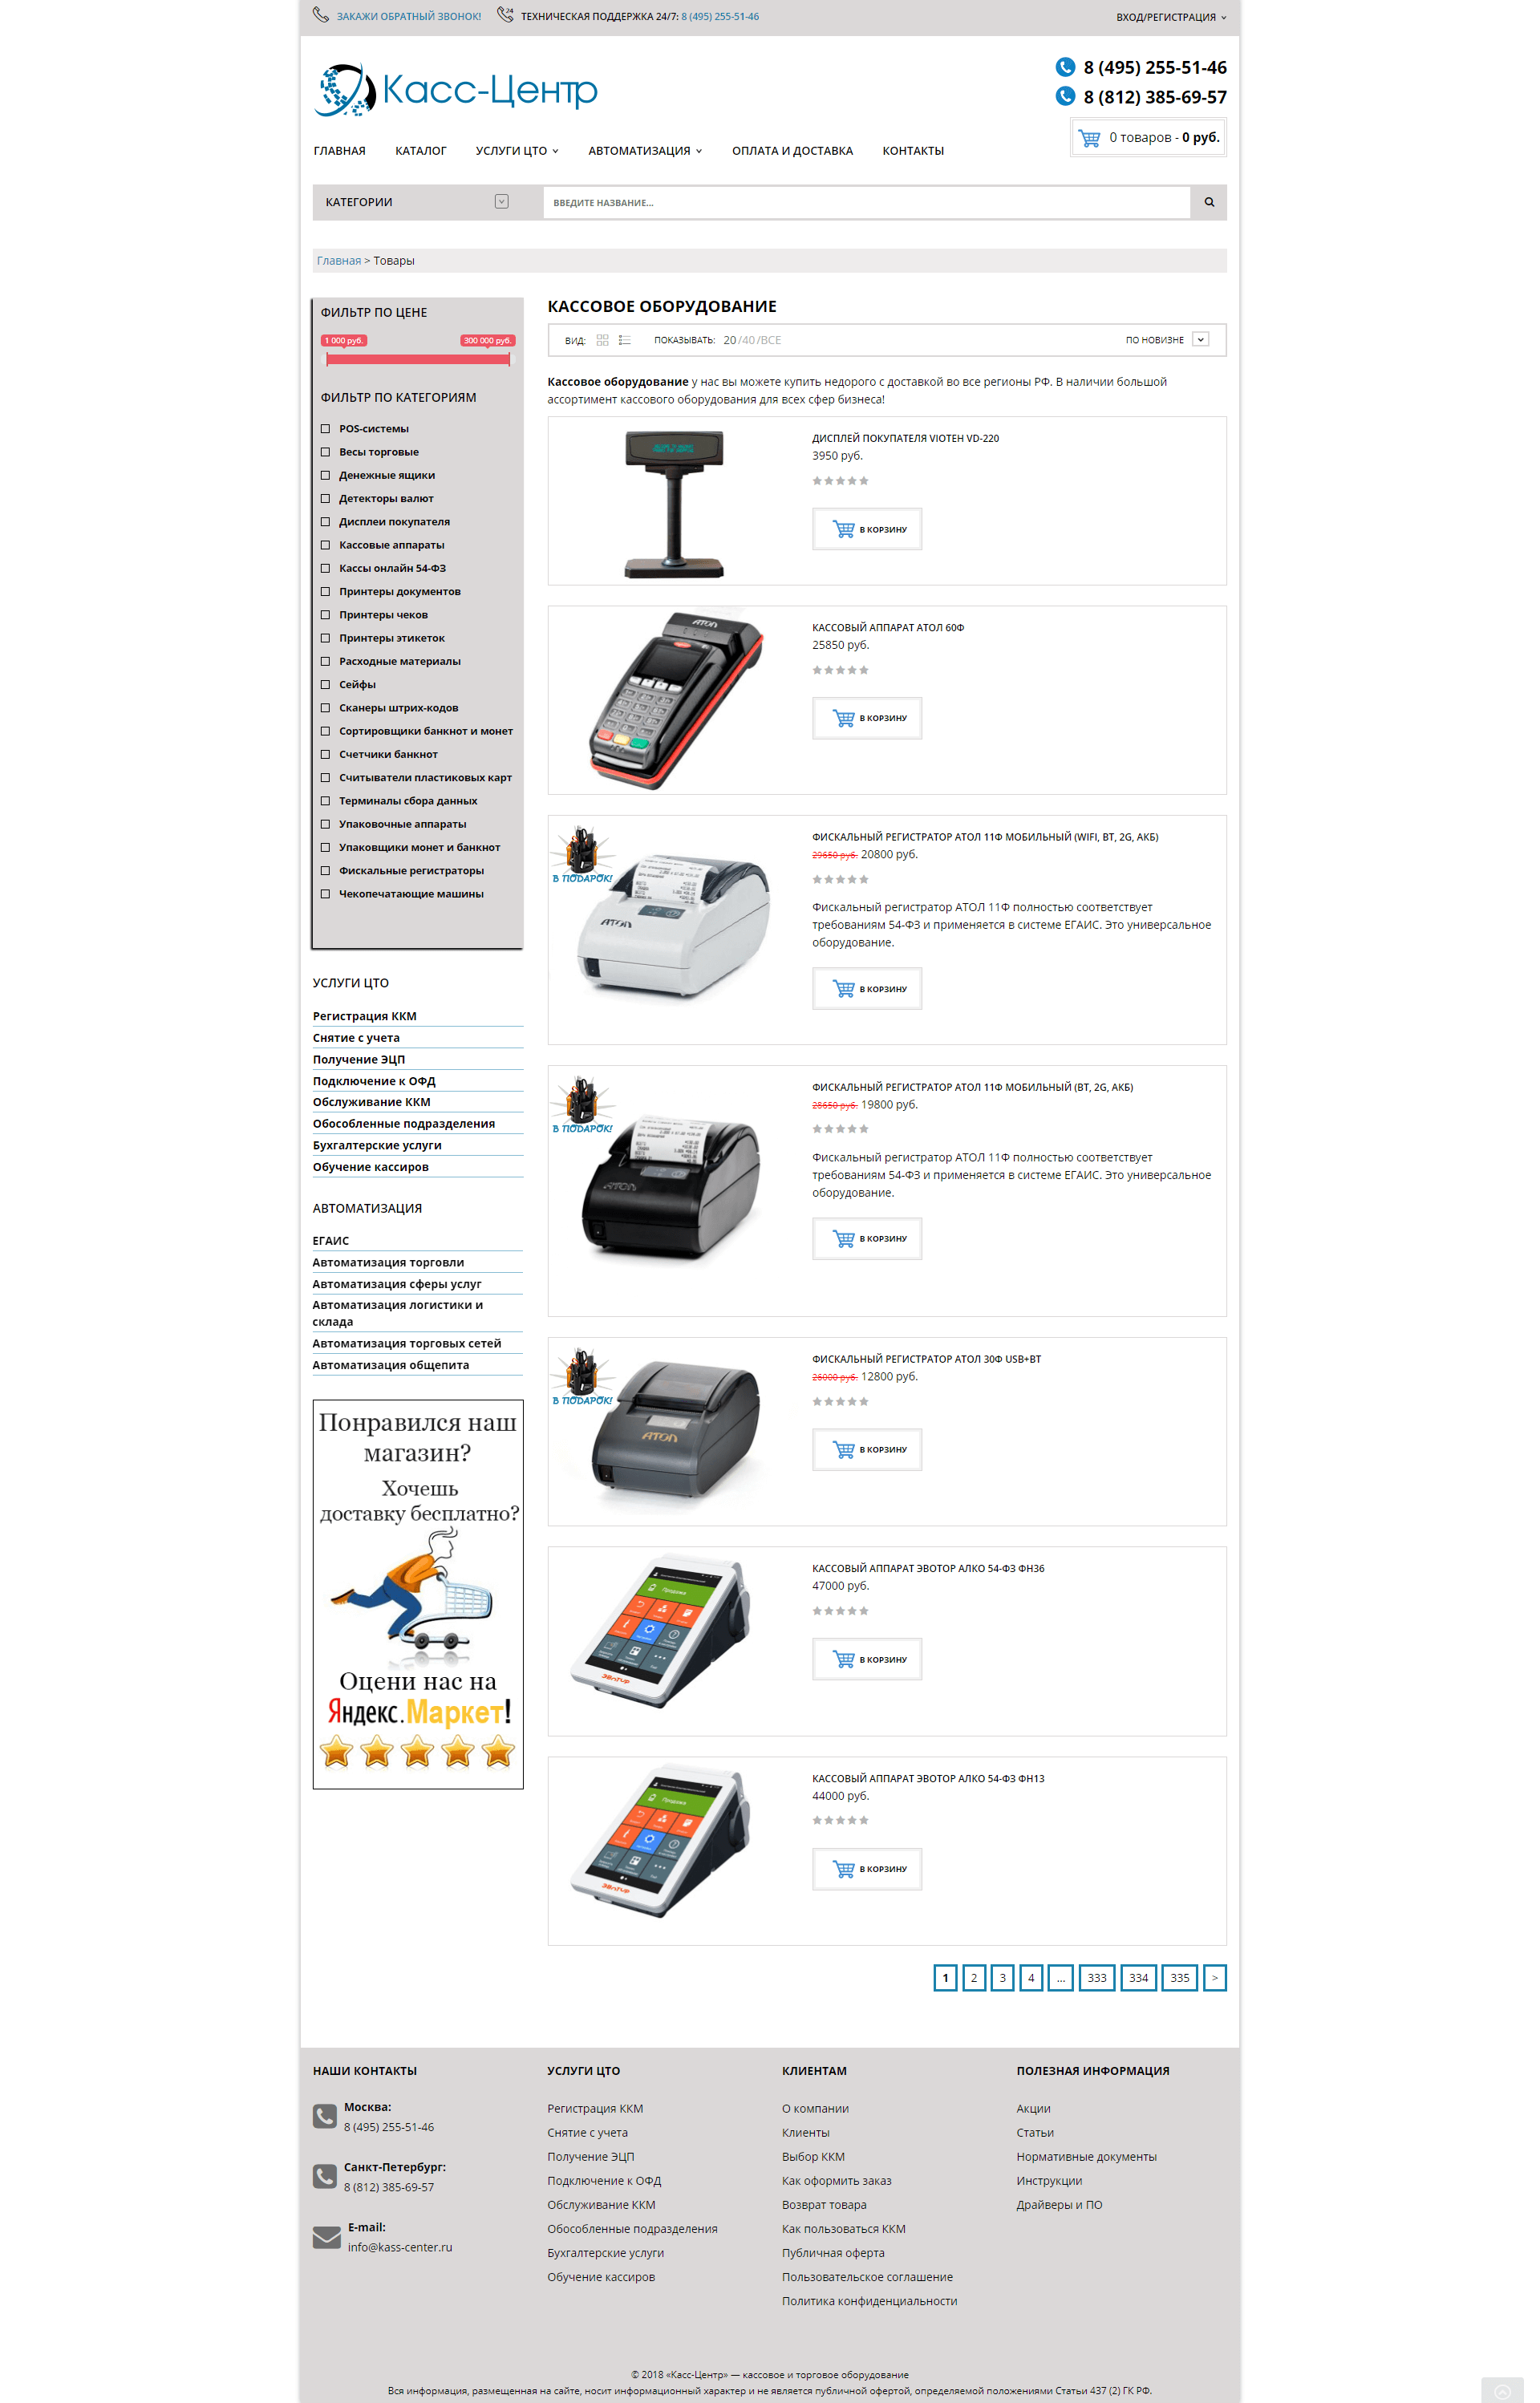 ЗАКАЖИ ОБРАТНЫЙ ЗВОНОК!
24
ТЕХНИЧЕСКАЯ ПОДДЕРЖКА 24/7: 8 (495) 255-51-46
ВХОД/РЕГИСТРАЦИЯ
Касс-Центр
8 (495) 255-51-46
8 (812) 385-69-57
0 товаров - 0 руб.
ГЛАВНАЯ
КАТАЛОГ
УСЛУГИ ЦТО
АВТОМАТИЗАЦИЯ
ОПЛАТА И ДОСТАВКА
КОНТАКТЫ
КАТЕГОРИИ
ВВЕДИТЕ НАЗВАНИЕ...
Главная > Товары
ФИЛЬТР ПО ЦЕНЕ
1 000 руб.
300 000 руб.
ФИЛЬТР ПО КАТЕГОРИЯМ
POS-системы
Весы торговые
Денежные ящики
Детекторы валют
Дисплеи покупателя
Кассовые аппараты
Кассы онлайн 54-ФЗ
Принтеры документов
Принтеры чеков
Принтеры этикеток
Расходные материалы
Сейфы
Сканеры штрих-кодов
Сортировщики банкнот и монет
Счетчики банкнот
Считыватели пластиковых карт
Терминалы сбора данных
Упаковочные аппараты
Упаковщики монет и банкнот
Фискальные регистраторы
Чекопечатающие машины
УСЛУГИ ЦТО
Регистрация ККМ
Снятие с учета
Получение ЭЦП
Подключение к ОФД
Обслуживание ККМ
Обособленные подразделения
Бухгалтерские услуги
Обучение кассиров
АВТОМАТИЗАЦИЯ
ЕГАИС
Автоматизация торговли
Автоматизация сферы услуг
Автоматизация логистики и
склада
Автоматизация торговых сетей
Автоматизация общепита
Понравился наш
магазин?
Хочешь
доставку бесплатно?
Оцени нас на
Яндекс.Маркет!
КАССОВОЕ ОБОРУДОВАНИЕ
ВИД:
ПОКАЗЫВАТЬ: 20/40/ВСЕ
ПО НОВИЗНЕ
Кассовое оборудование у нас вы можете купить недорого с доставкой во все регионы РФ. В наличии большой
ассортимент кассового оборудования для всех сфер бизнеса!
ДИСПЛЕЙ ПОКУПАТЕЛЯ VIOTEH VD-220
3950 руб.
В КОРЗИНУ
АТОЛ
КАССОВЫЙ АППАРАТ АТОЛ 60Ф
25850 руб.
В КОРЗИНУ
В ПОДАРОК!
АТОЛ
ФИСКАЛЬНЫЙ РЕГИСТРАТОР АТОЛ 11Ф МОБИЛЬНЫЙ (WIFI, BT, 2G, АКБ)
29650 руб. 20800 руб.
Фискальный регистратор АТОЛ 11Ф полностью соответствует
требованиям 54-ФЗ и применяется в системе ЕГАИС. Это универсальное
оборудование.
В КОРЗИНУ
В ПОДАРОК!
АТОЛ
ФИСКАЛЬНЫЙ РЕГИСТРАТОР АТОЛ 11Ф МОБИЛЬНЫЙ (BT, 2G, АКБ)
28650 руб. 19800 руб.
Фискальный регистратор АТОЛ 11Ф полностью соответствует
требованиям 54-ФЗ и применяется в системе ЕГАИС. Это универсальное
оборудование.
В КОРЗИНУ
В ПОДАРОК!
АТОЛ
ФИСКАЛЬНЫЙ РЕГИСТРАТОР АТОЛ 30Ф USB+BT
26000 руб. 12800 руб.
В КОРЗИНУ
Продажа
Эвотор
КАССОВЫЙ АППАРАТ ЭВОТОР АЛКО 54-ФЗ ФН36
47000 руб.
В КОРЗИНУ
Продажа
Эвотор
КАССОВЫЙ АППАРАТ ЭВОТОР АЛКО 54-ФЗ ФН13
44000 руб.
В КОРЗИНУ
1 2 3 4 ... 333 334 335 >
НАШИ КОНТАКТЫ
Москва:
8 (495) 255-51-46
Санкт-Петербург:
8 (812) 385-69-57
E-mail:
info@kass-center.ru
УСЛУГИ ЦТО
Регистрация ККМ
Снятие с учета
Получение ЭЦП
Подключение к ОФД
Обслуживание ККМ
Обособленные подразделения
Бухгалтерские услуги
Обучение кассиров
КЛИЕНТАМ
О компании
Клиенты
Выбор ККМ
Как оформить заказ
Возврат товара
Как пользоваться ККМ
Публичная оферта
Пользовательское соглашение
Политика конфиденциальности
ПОЛЕЗНАЯ ИНФОРМАЦИЯ
Акции
Статьи
Нормативные документы
Инструкции
Драйверы и ПО
© 2018 «Касс-Центр» — кассовое и торговое оборудование
Вся информация, размещенная на сайте, носит информационный характер и не является публичной офертой, определяемой положениями Статьи 437 (2) ГК РФ.